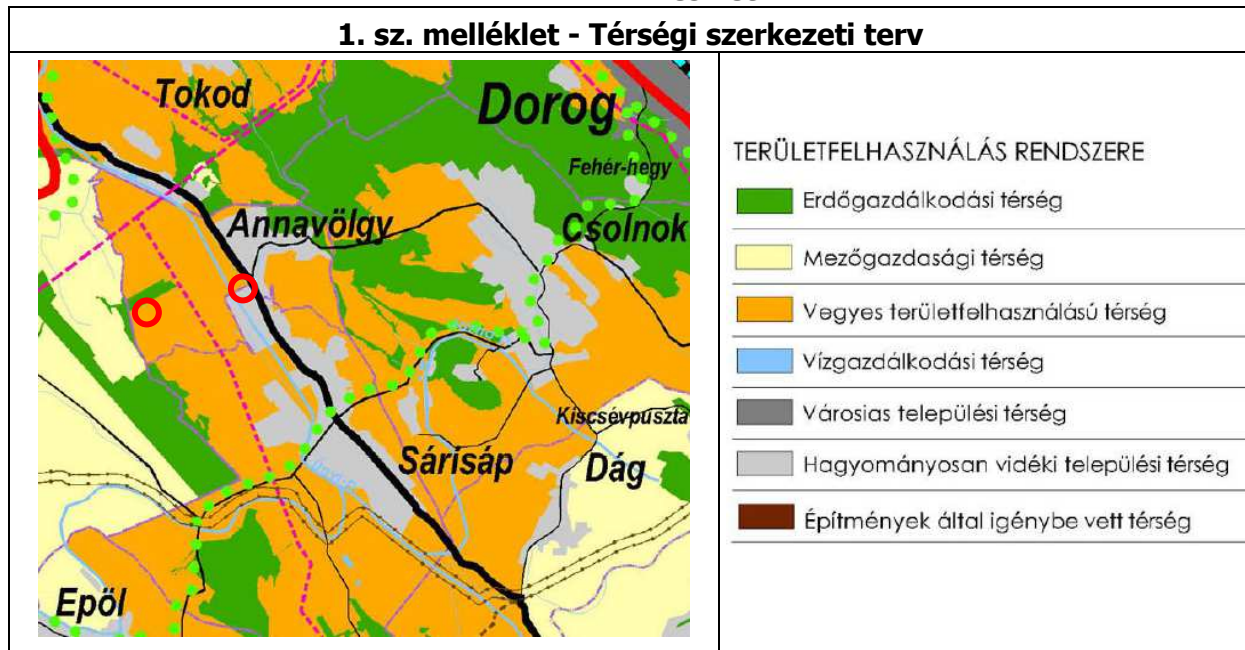 1. sz. melléklet - Térségi szerkezeti terv
Tokod
Dorog
Fehér-hegy
Annavölgy
Csolnok
Kiscsévpuszta
Sárisáp
Dág
Epöl
TERÜLETFELHASZNÁLÁS RENDSZERE
Erdőgazdálkodási térség
Mezőgazdasági térség
Vegyes területfelhasználású térség
Vízgazdálkodási térség
Városias települési térség
Hagyományosan vidéki települési térség
Építmények által igénybe vett térség